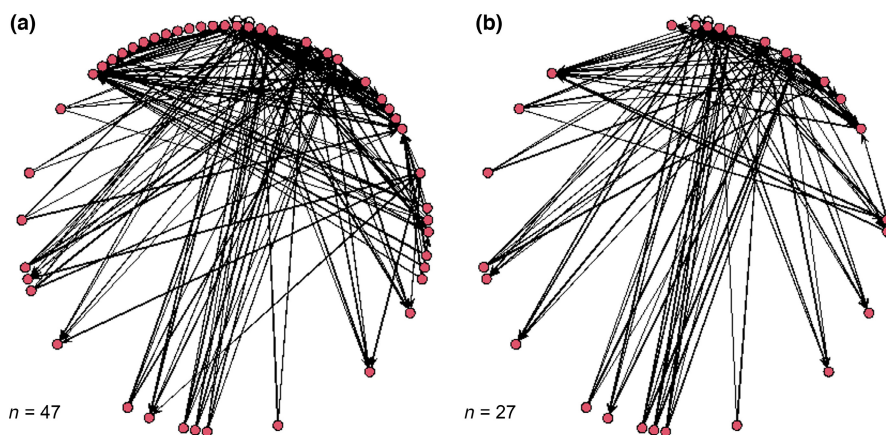 (a)
(b)
n = 47
n = 27